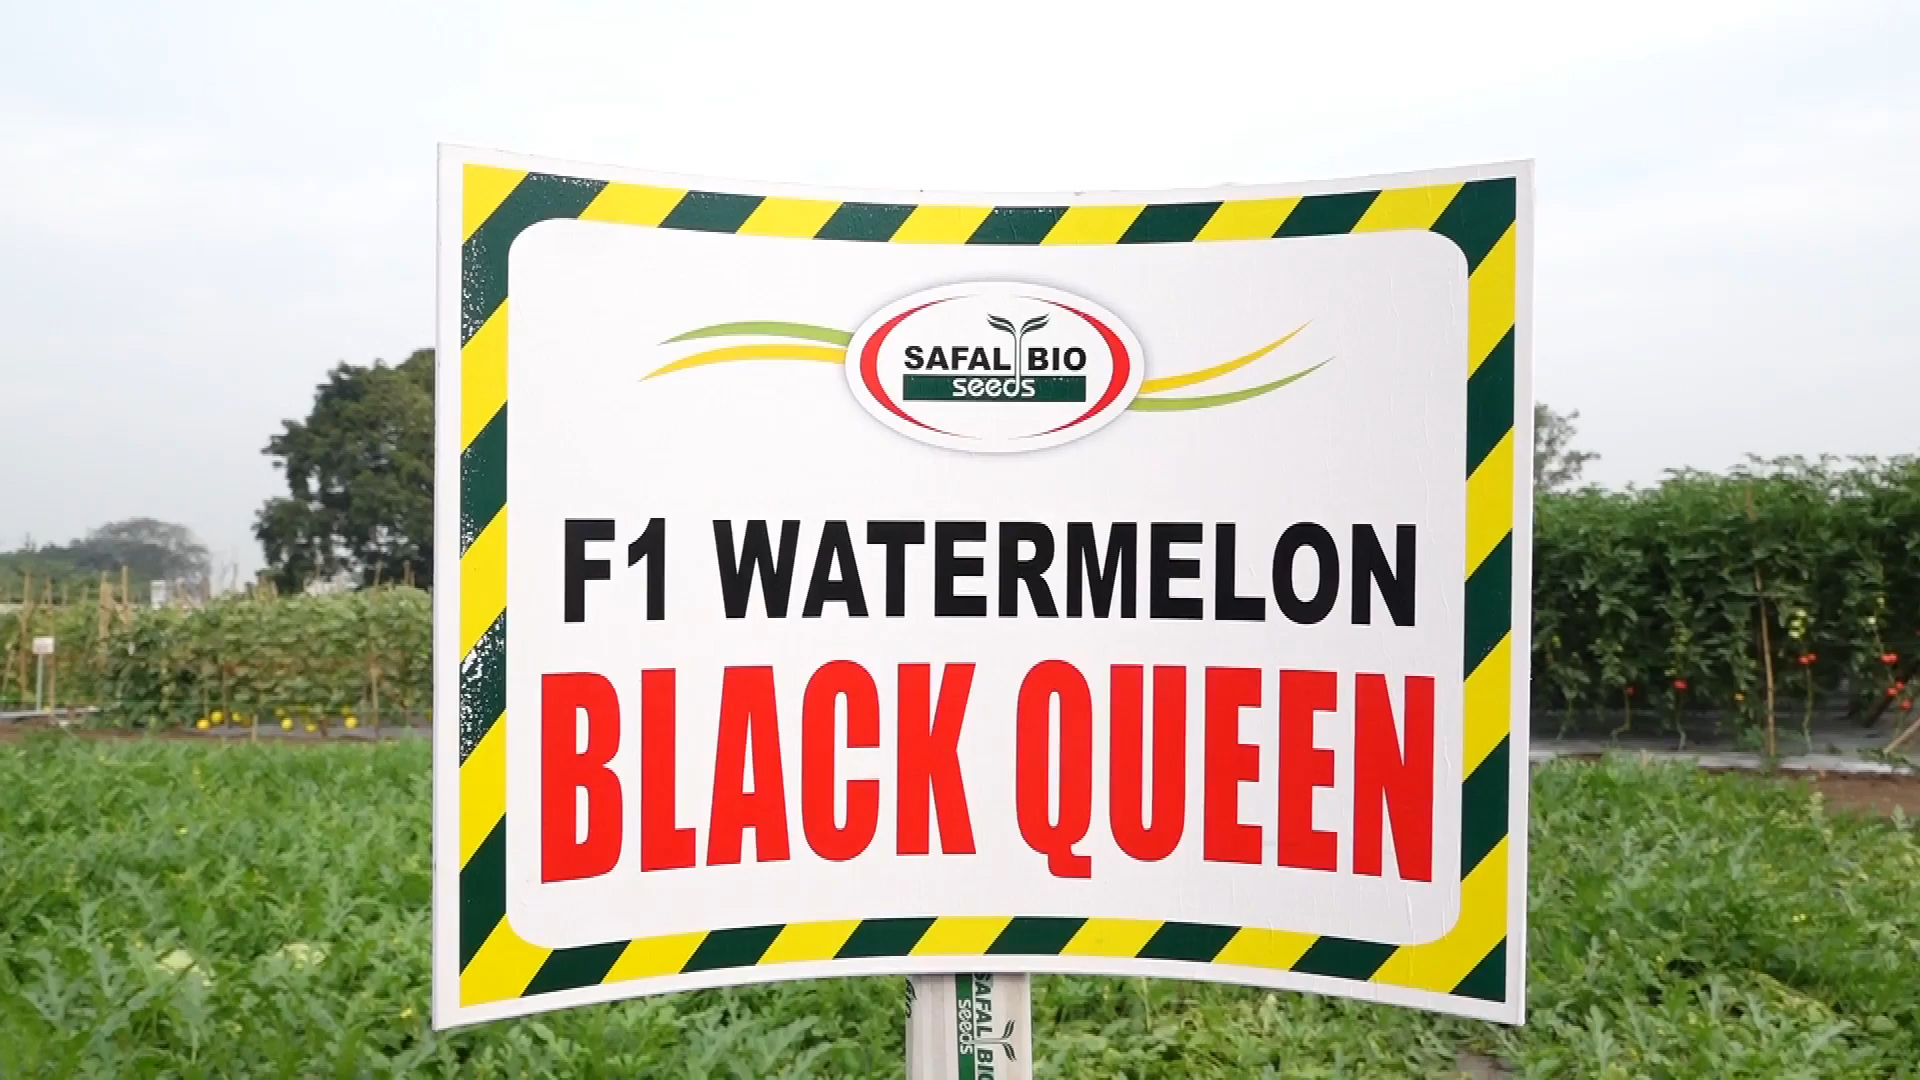 SAFAL BIO
seeds
F1 WATERMELON
BLACK QUEEN
SAFAL BIO
seeds